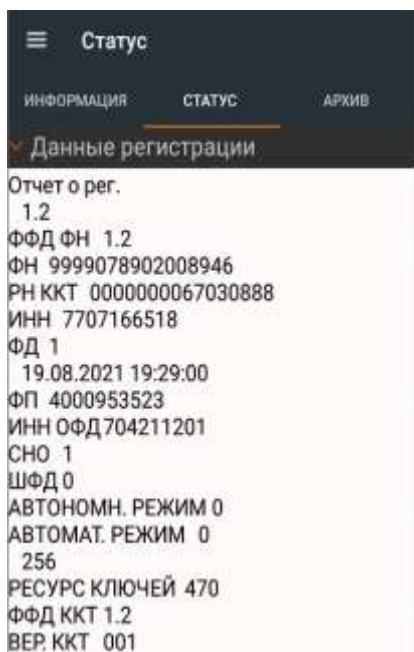 Статус
ИНФОРМАЦИЯ СТАТУС АРХИВ
Данные регистрации
Отчет о рег.
1.2
ФФД ФН 1.2
ФН 9999078902008946
РН ККТ 0000000067030888
ИНН 7707166518
ФД 1
19.08.2021 19:29:00
ФП 4000953523
ИНН ОФД 704211201
СНО 1
ШФД 0
АВТОНОМН. РЕЖИМ 0
АВТОМАТ. РЕЖИМ 0
256
РЕСУРС КЛЮЧЕЙ 470
ФФД ККТ 1.2
ВЕР. ККТ 001